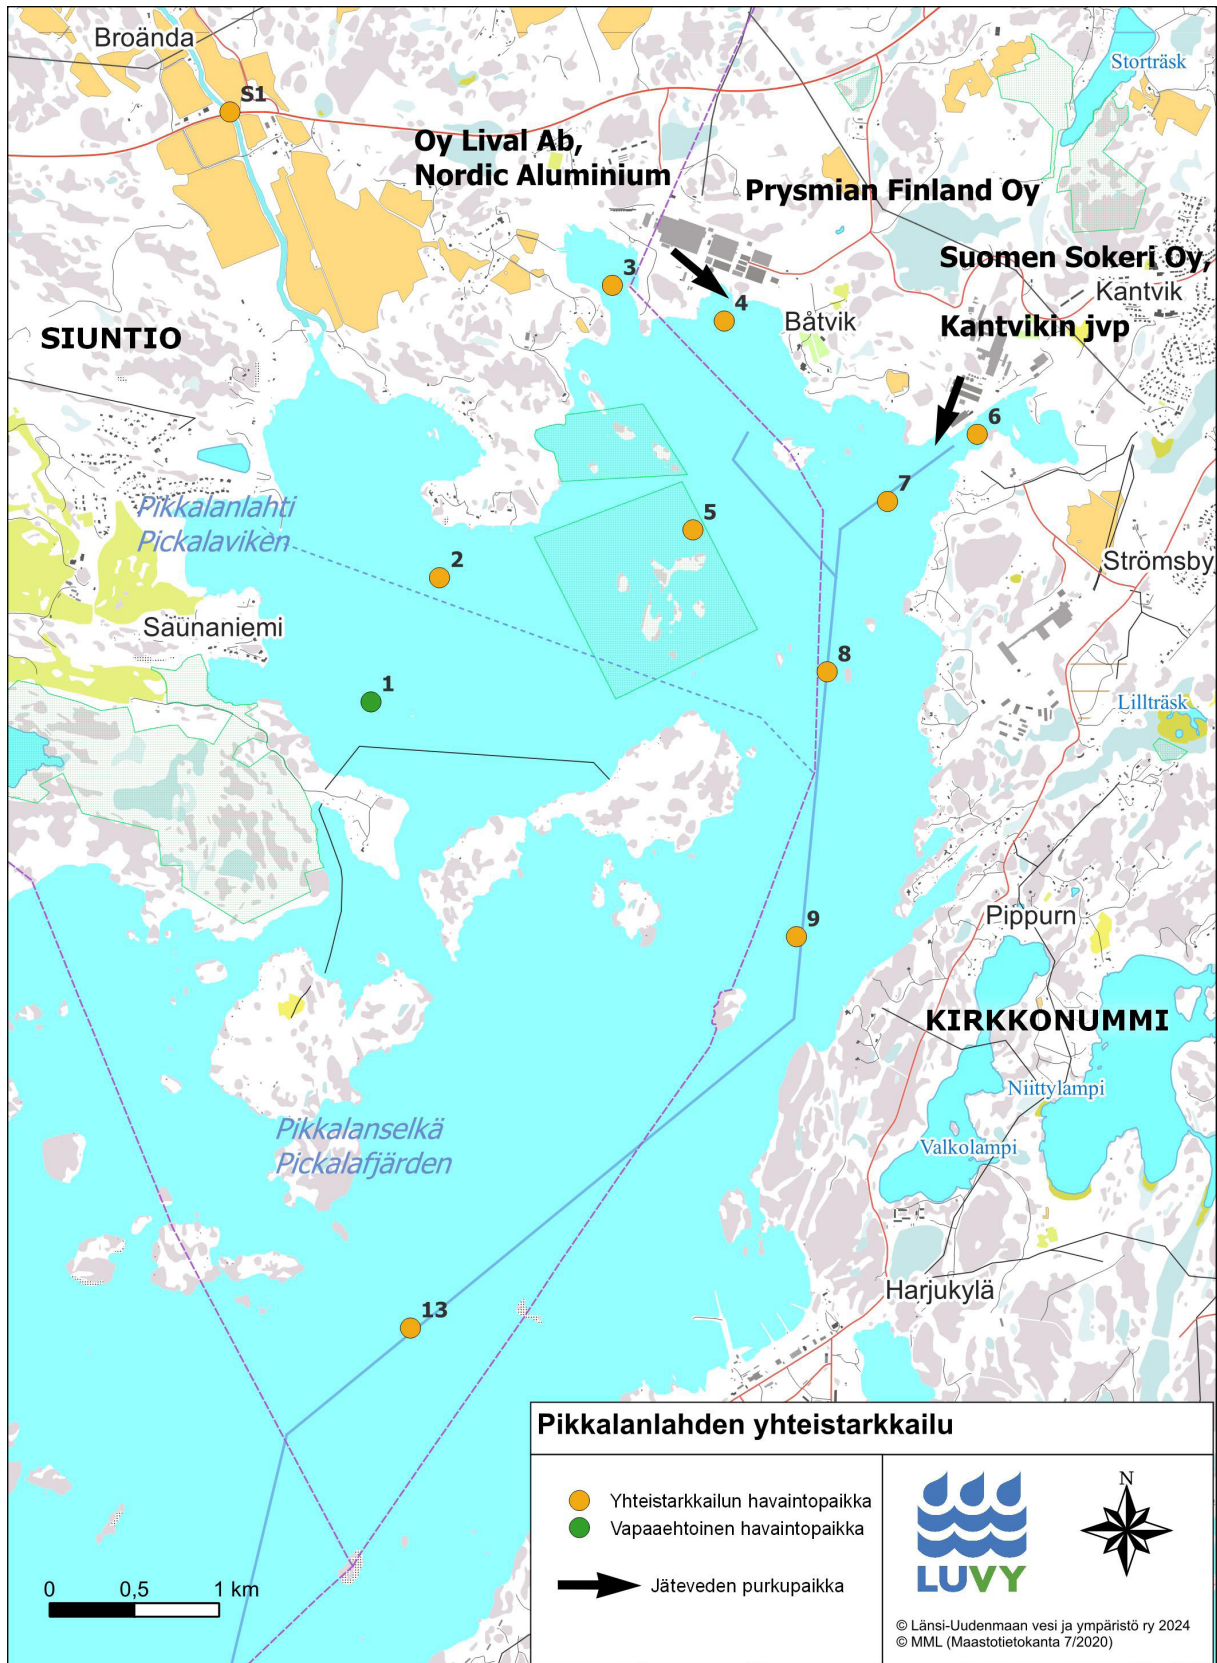 Broända
Storträsk
S1
Oy Lival Ab,
Nordic Aluminium
Prysmian Finland Oy
Suomen Sokeri Oy,
Kantvik
3
4
Båtvik
Kantvikin jvp
SIUNTIO
6
7
Pikkalanlahti
Pickalaviken
5
2
Strömsby
Saunaniemi
8
1
Lillträsk
9
Pippurn
KIRKKONUMMI
Niittylampi
Pikkalanselkä
Pickalafjärden
Valkolampi
Harjukylä
13
Pikkalanlahden yhteistarkkailu
Yhteistarkkailun havaintopaikka
Vapaaehtoinen havaintopaikka
Jäteveden purkupaikka
N
LUVY
0 0,5 1 km
© Länsi-Uudenmaan vesi ja ympäristö ry 2024
© MML (Maastotietokanta 7/2020)